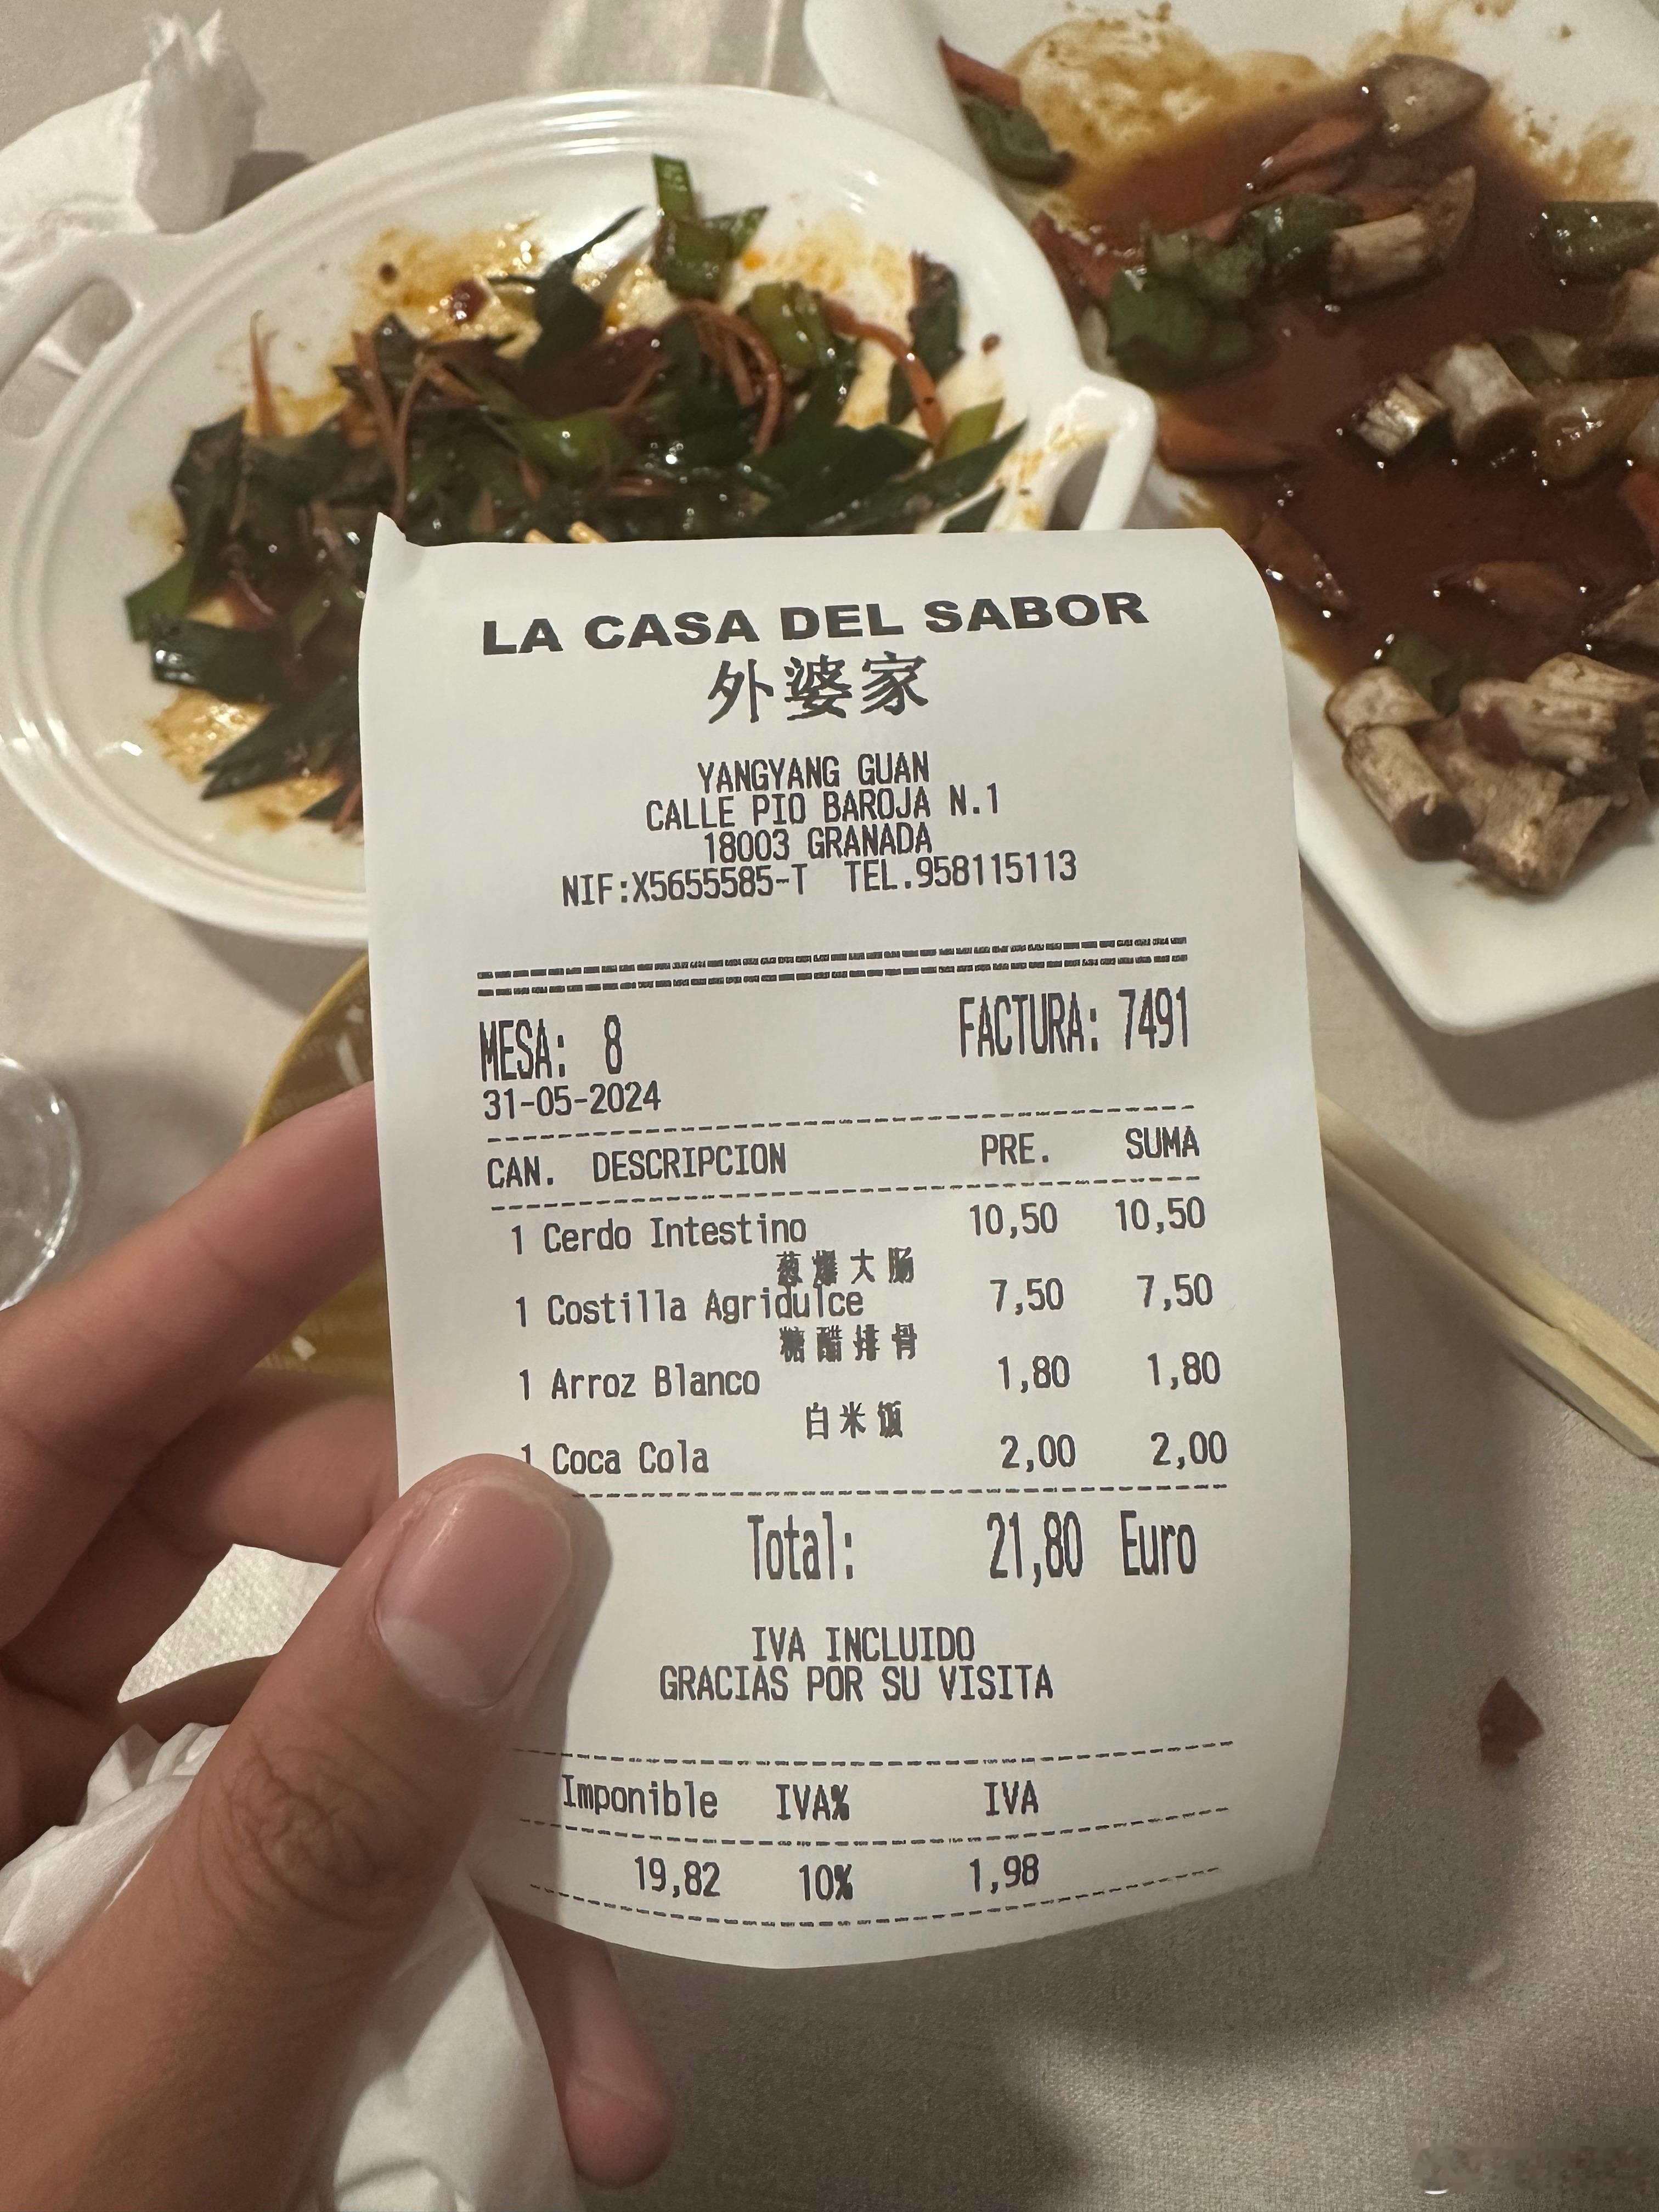 LA CASA DEL SABOR
外婆家
YANGYANG GUAN
CALLE PIO BAROJA N.1
18003 GRANADA
NIF:X5655585-T TEL.958115113
MESA: 8 FACTURA: 7491
31-05-2024
CAN. DESCRIPCION PRE. SUMA
1 Cerdo Intestino 10,50 10,50
葱爆大肠
1 Costilla Agridulce 7,50 7,50
糖醋排骨
1 Arroz Blanco 1,80 1,80
白米饭
1 Coca Cola 2,00 2,00
Total: 21,80 Euro
IVA INCLUIDO
GRACIAS POR SU VISITA
Imponible IVA% IVA
19,82 10% 1,98